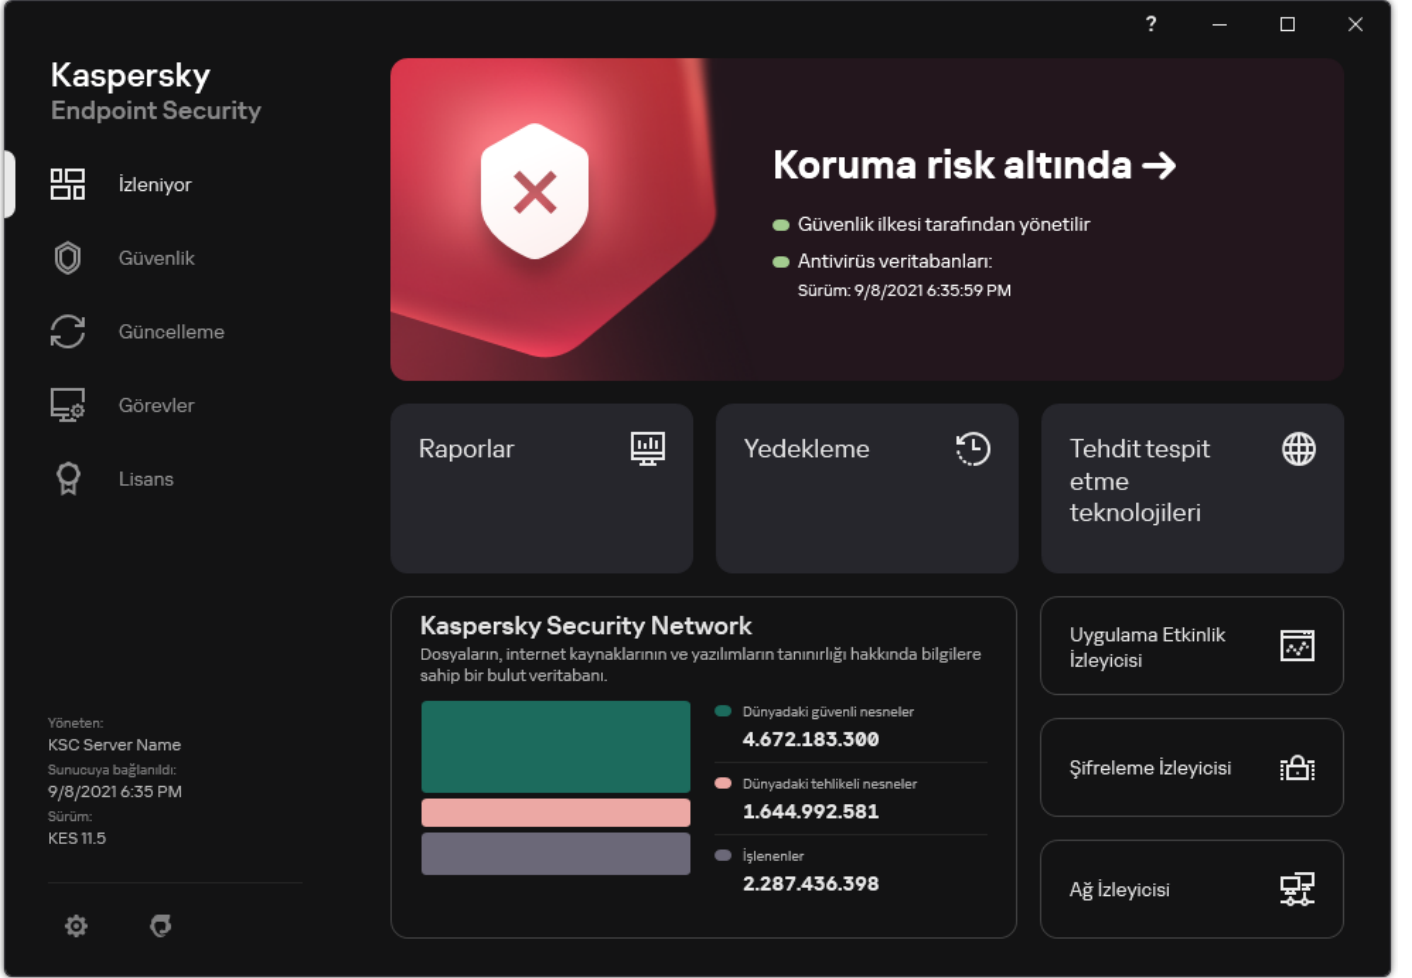 ?
Kaspersky
Endpoint Security
İzleniyor
Güvenlik
Güncelleme
Görevler
Lisans
Yöneten:
KSC Server Name
Sunucuya bağlanıldı:
9/8/2021 6:35 PM
Sürüm:
KES 11.5
Koruma risk altında →
Güvenlik ilkesi tarafından yönetilir
Antivirüs veritabanları:
Sürüm: 9/8/2021 6:35:59 PM
Raporlar
Yedekleme
Tehdit tespit
etme
teknolojileri
Kaspersky Security Network
Dosyaların, internet kaynaklarının ve yazılımların tanınırlığı hakkında bilgilere
sahip bir bulut veritabanı.
Dünyadaki güvenli nesneler
4.672.183.300
Dünyadaki tehlikeli nesneler
1.644.992.581
İşlenenler
2.287.436.398
Uygulama Etkinlik
İzleyicisi
Şifreleme İzleyicisi
Ağ İzleyicisi